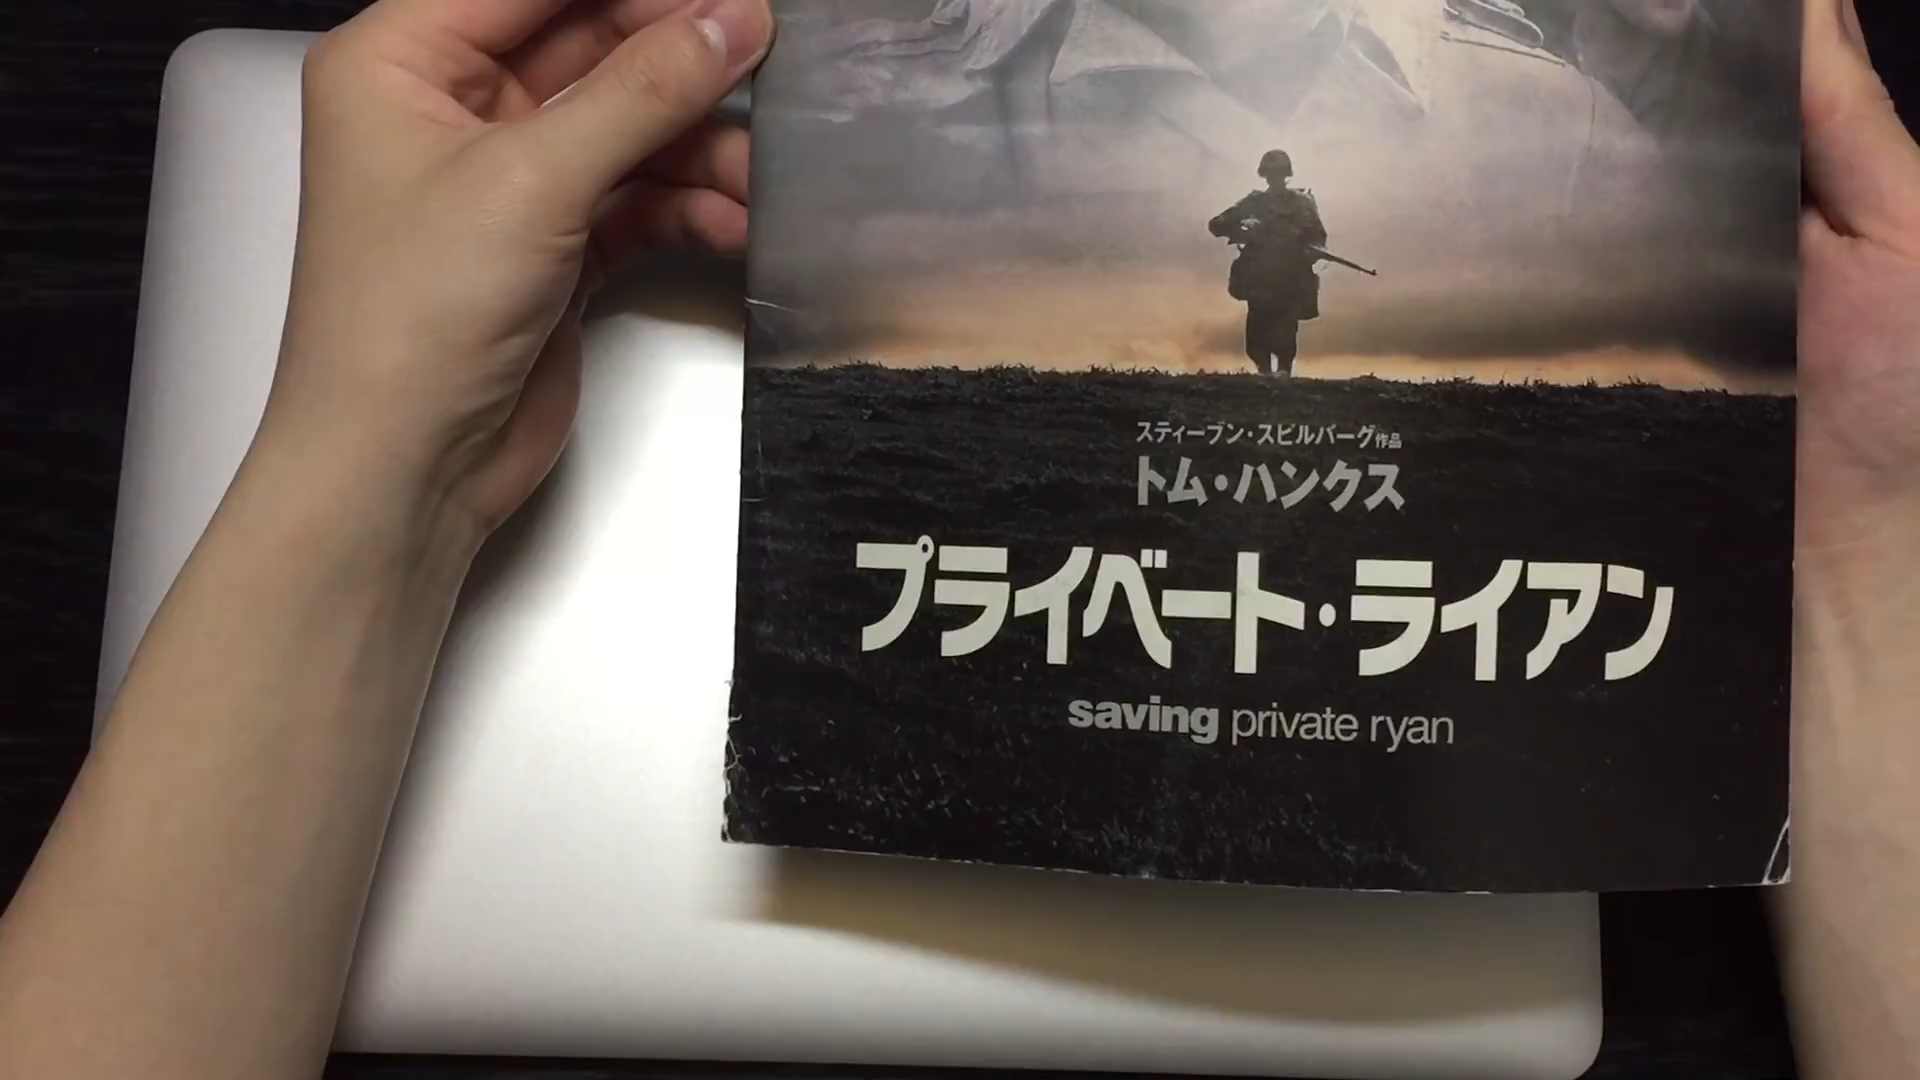 スティーブン・スピルバーグ作品
トム・ハンクス
プライベート・ライアン
saving private ryan